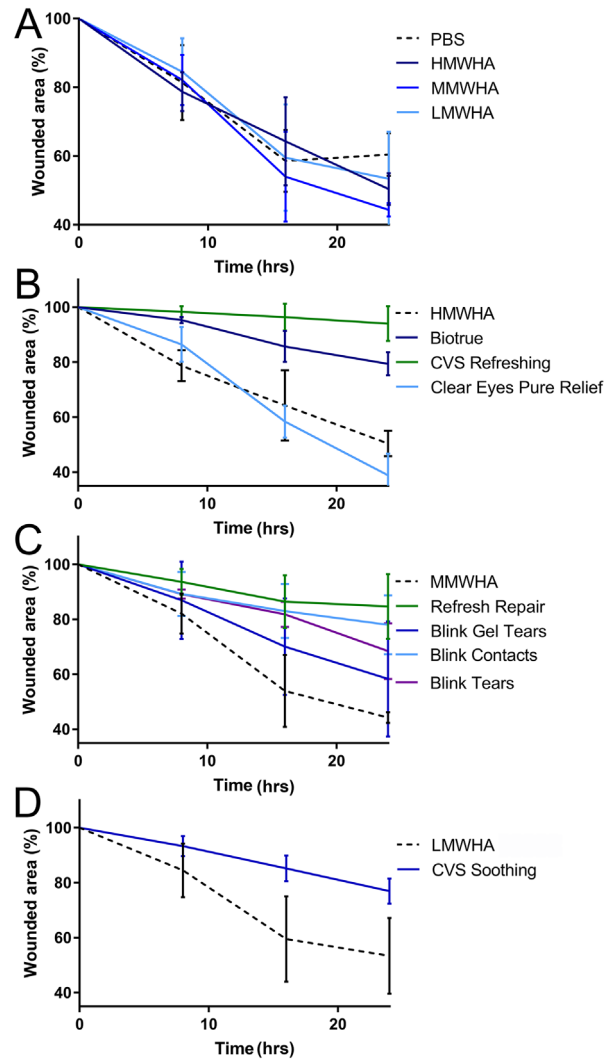 A
Wounded area (%)
100
80
60
40
0
10
20
Time (hrs)
PBS
HMWHA
MMWHA
LMWHA
B
Wounded area (%)
100
80
60
40
0
10
20
Time (hrs)
HMWHA
Biotrue
CVS Refreshing
Clear Eyes Pure Relief
C
Wounded area (%)
100
80
60
40
0
10
20
Time (hrs)
MMWHA
Refresh Repair
Blink Gel Tears
Blink Contacts
Blink Tears
D
Wounded area (%)
100
80
60
40
0
10
20
Time (hrs)
LMWHA
CVS Soothing